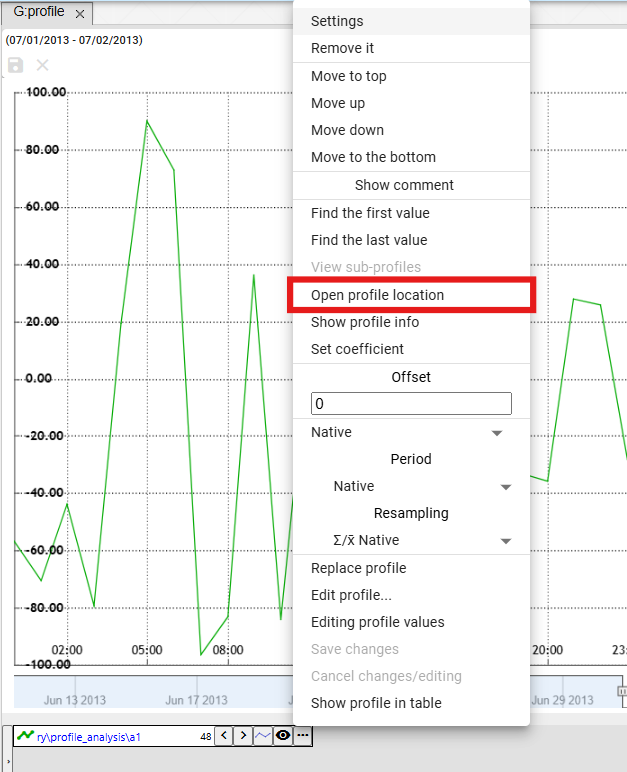 G:profile
(07/01/2013 - 07/02/2013)
100.00
80.00
60.00
40.00
20.00
0.00
-20.00
-40.00
-60.00
-80.00
-100.00
02:00 05:00 08:00 20:00 23:
Jun 13 2013 Jun 17 2013 Jun 29 2013
Settings
Remove it
Move to top
Move up
Move down
Move to the bottom
Show comment
Find the first value
Find the last value
View sub-profiles
Open profile location
Show profile info
Set coefficient
Offset
0
Native
Period
Native
Resampling
Σ/x̄ Native
Replace profile
Edit profile...
Editing profile values
Save changes
Cancel changes/editing
Show profile in table
ry\profile_analysis\a1 48